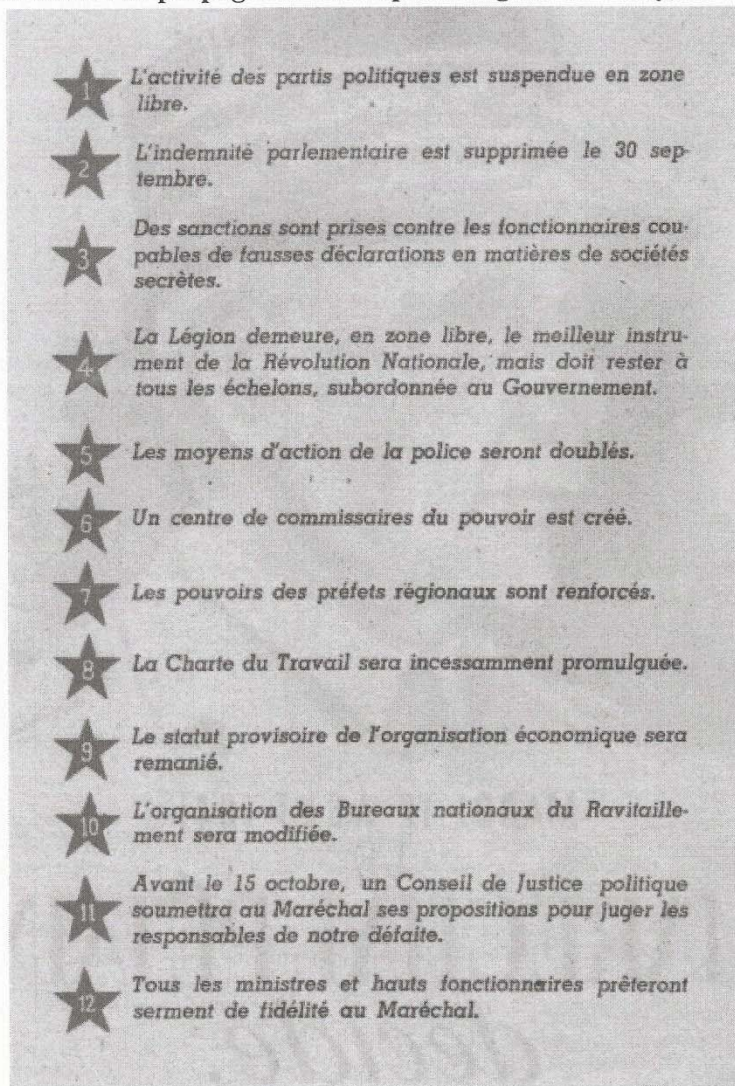 1 L'activité des partis politiques est suspendue en zone
libre.
2 L'indemnité parlementaire est supprimée le 30 sep-
tembre.
3 Des sanctions sont prises contre les fonctionnaires cou-
pables de fausses déclarations en matières de sociétés
secrètes.
4 La Légion demeure, en zone libre, le meilleur instru-
ment de la Révolution Nationale, mais doit rester à
tous les échelons, subordonnée au Gouvernement.
5 Les moyens d'action de la police seront doublés.
6 Un centre de commissaires du pouvoir est créé.
7 Les pouvoirs des préfets régionaux sont renforcés.
8 La Charte du Travail sera incessamment promulguée.
9 Le statut provisoire de l'organisation économique sera
remanié.
10 L'organisation des Bureaux nationaux du Ravitaille-
ment sera modifiée.
11 Avant le 15 octobre, un Conseil de Justice politique
soumettra au Maréchal ses propositions pour juger les
responsables de notre défaite.
12 Tous les ministres et hauts fonctionnaires prêteront
serment de fidélité au Maréchal.